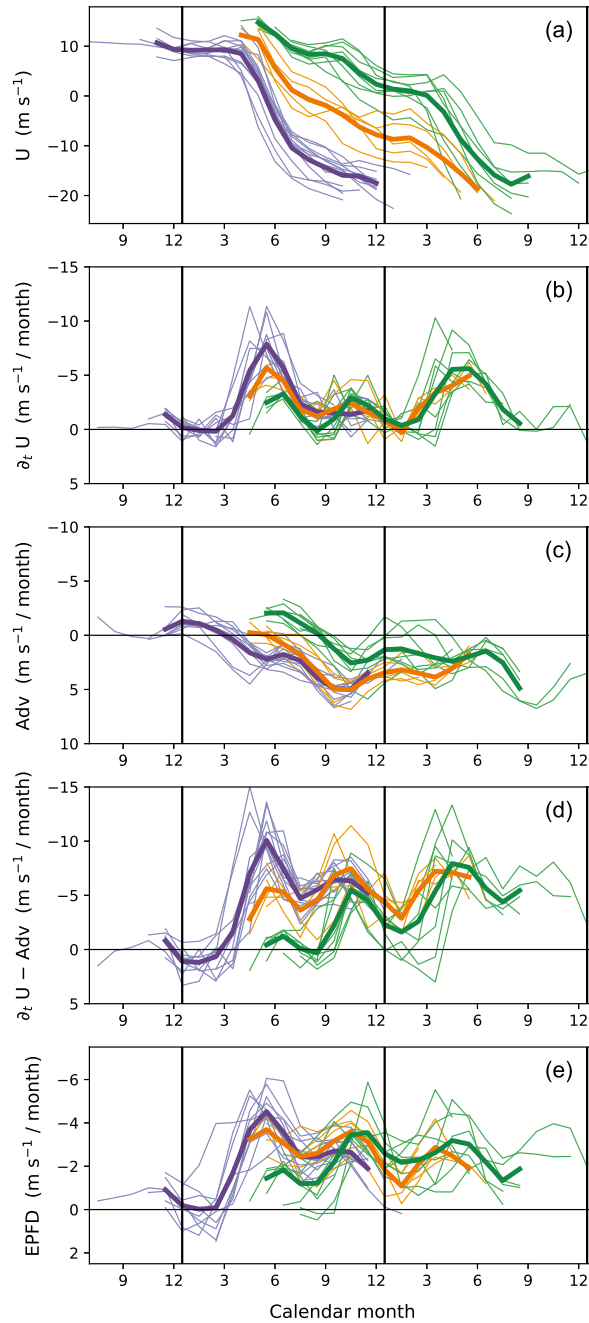 (a)
U (m s⁻¹)
10
0
−10
−20
9 12 3 6 9 12 3 6 9 12
(b)
∂ₜ U (m s⁻¹ / month)
−15
−10
−5
0
5
9 12 3 6 9 12 3 6 9 12
(c)
Adv (m s⁻¹ / month)
−10
−5
0
5
10
9 12 3 6 9 12 3 6 9 12
(d)
∂ₜ U − Adv (m s⁻¹ / month)
−15
−10
−5
0
5
9 12 3 6 9 12 3 6 9 12
(e)
EPFD (m s⁻¹ / month)
−6
−4
−2
0
2
9 12 3 6 9 12 3 6 9 12
Calendar month